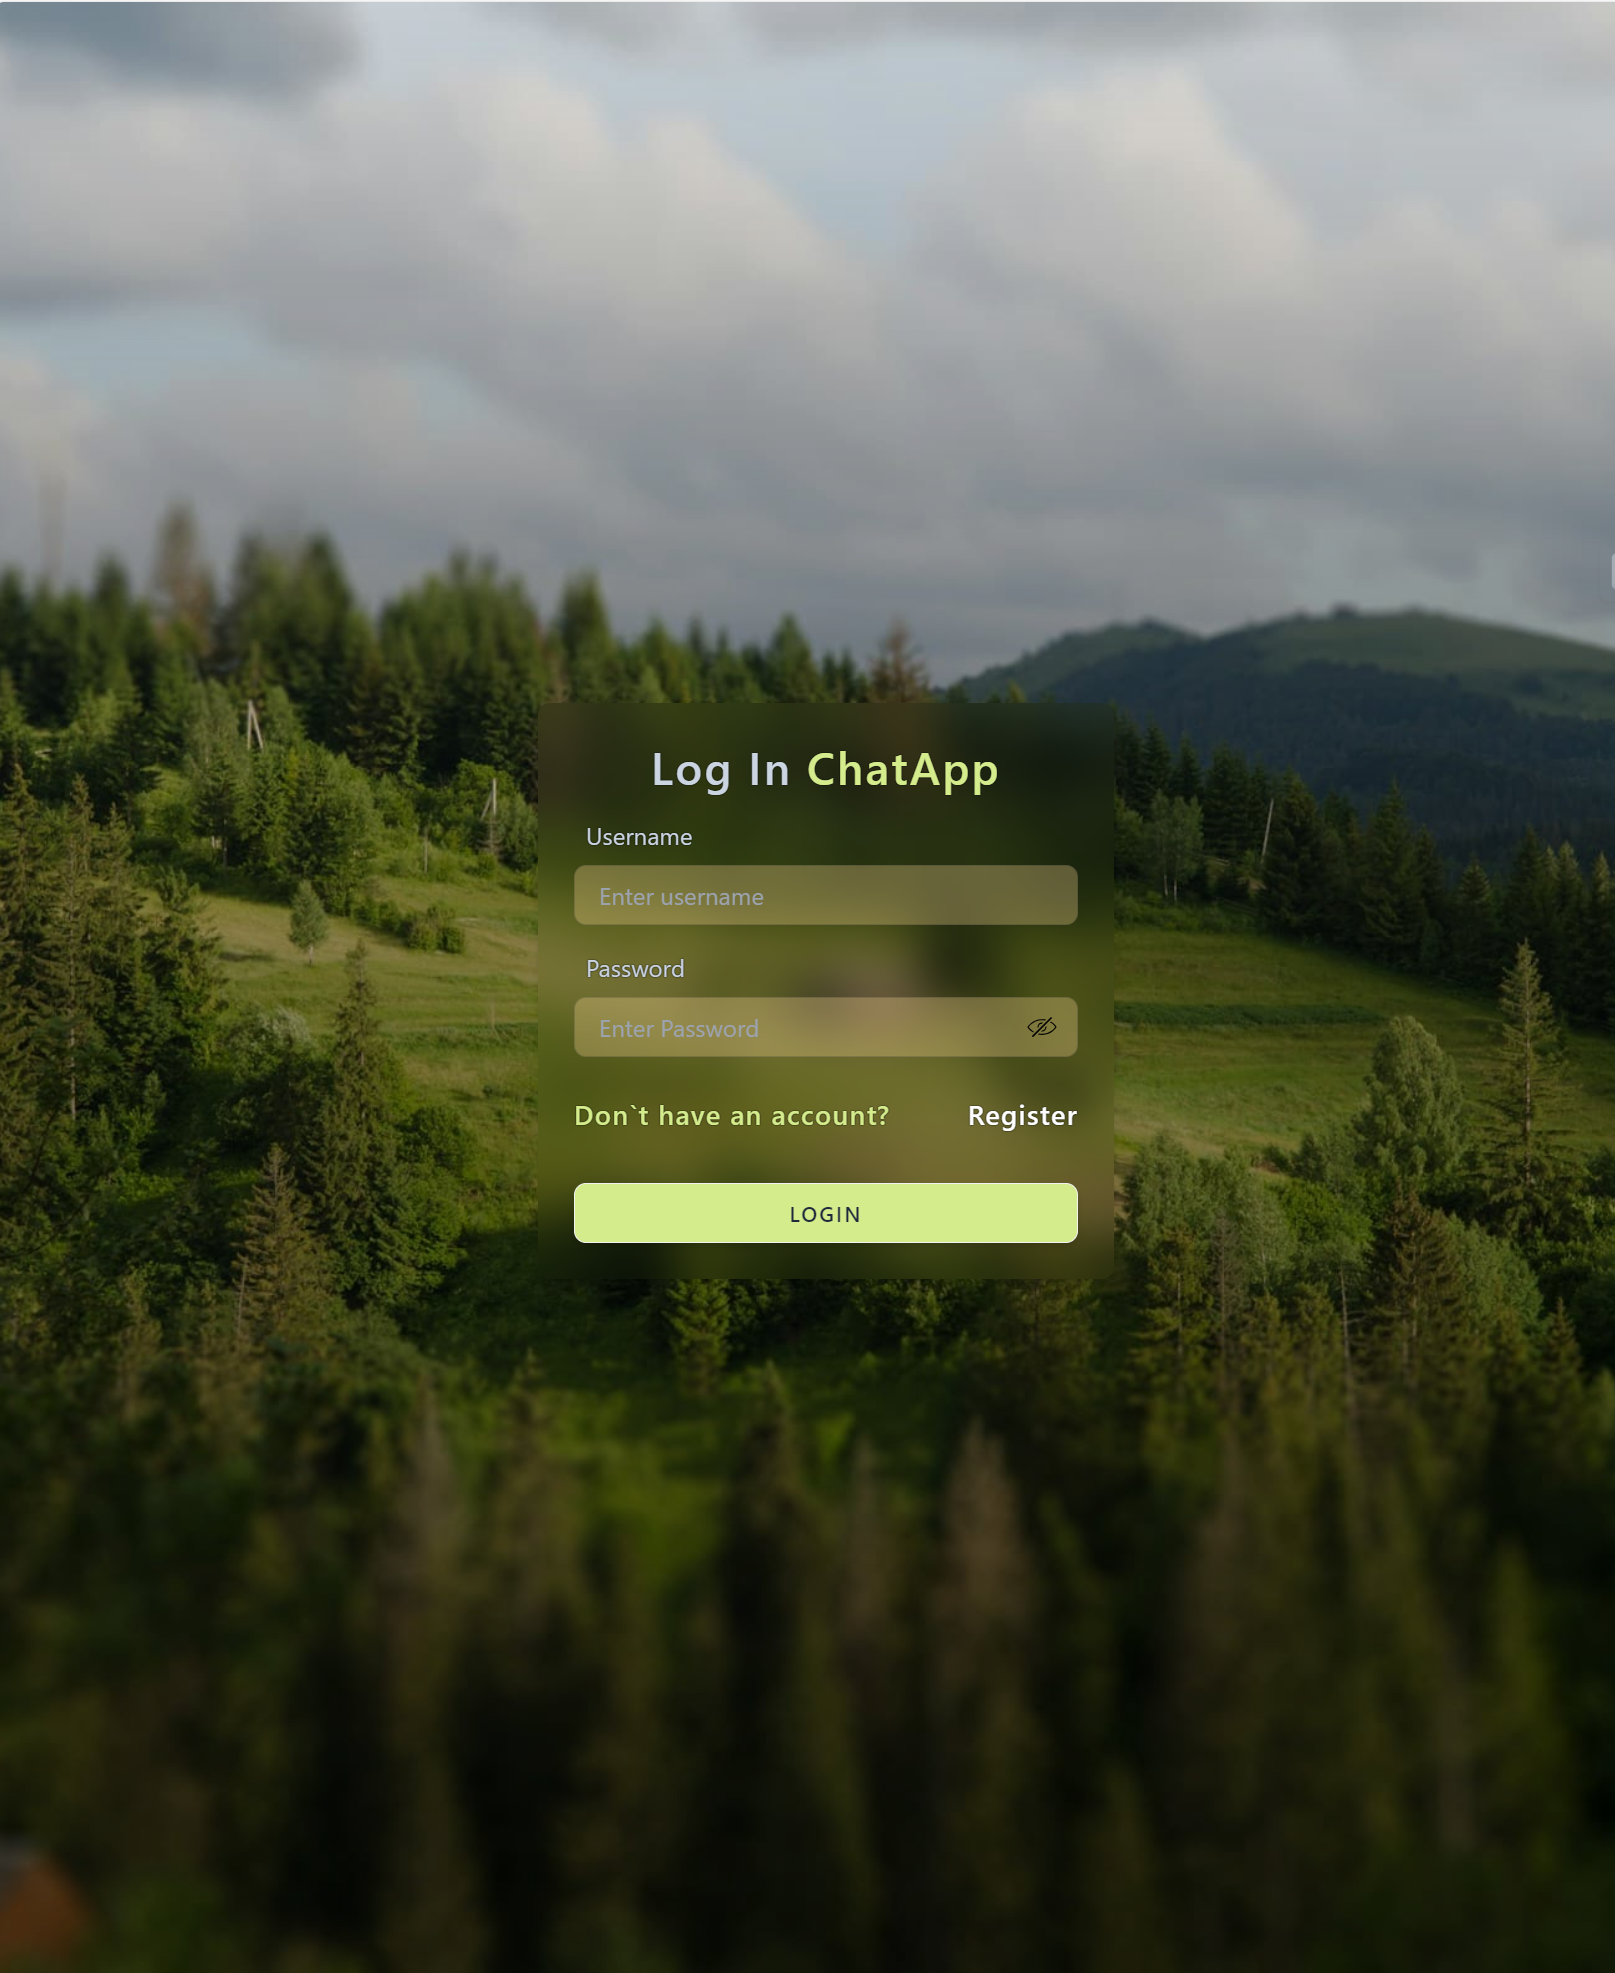 Log In ChatApp
Username
Enter username
Password
Enter Password
Don`t have an account? Register
LOGIN